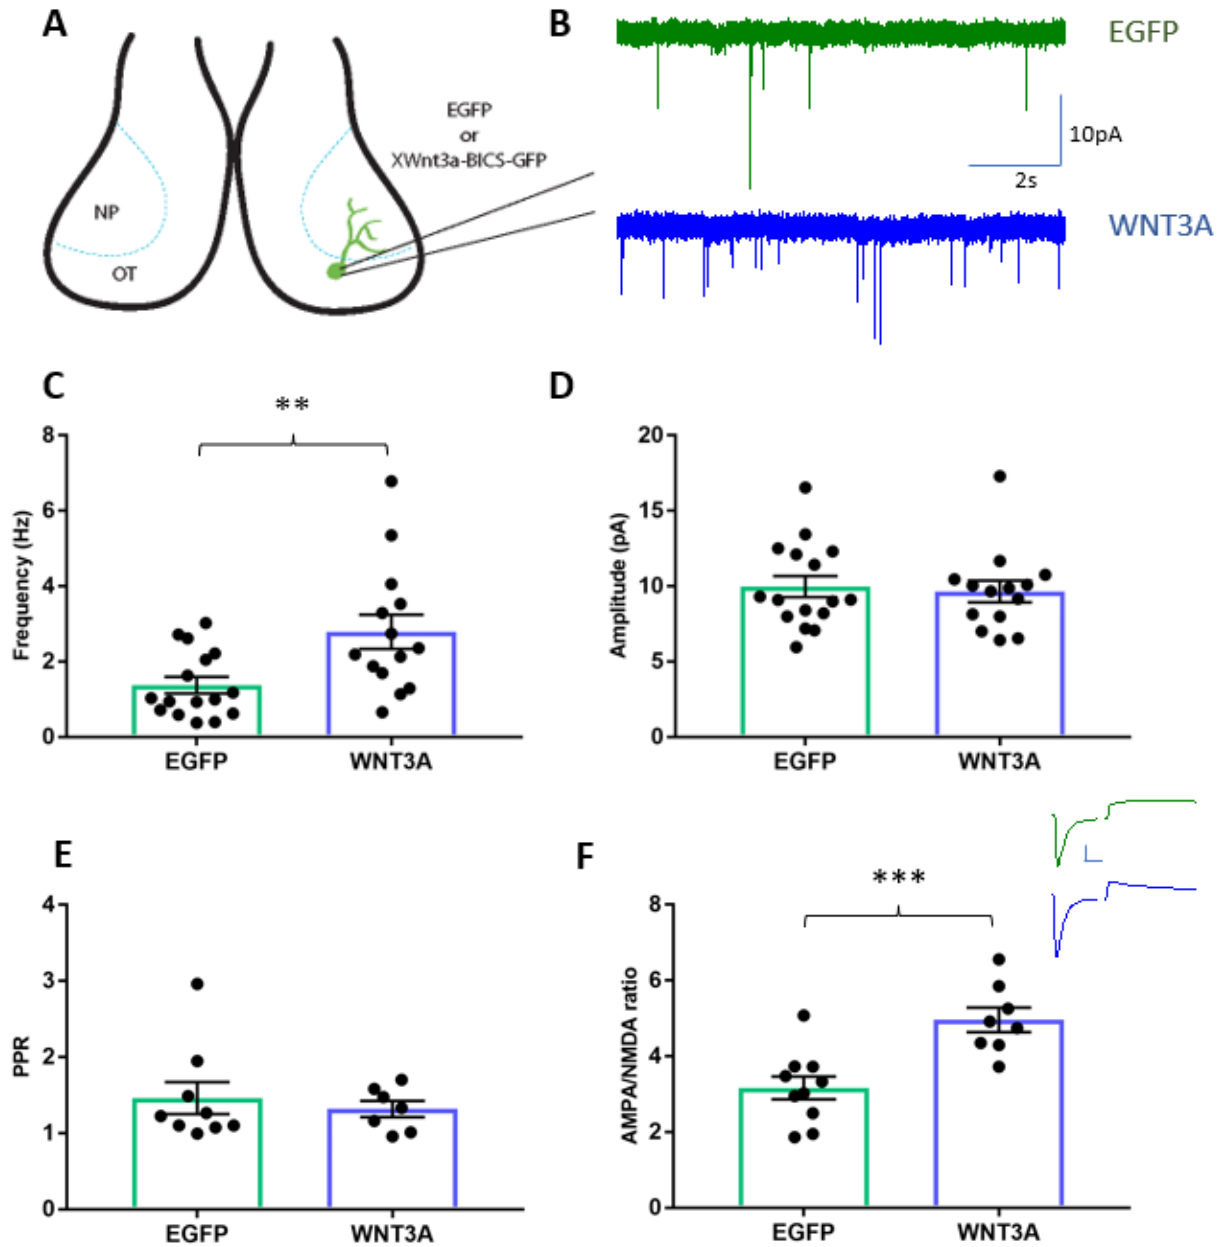 A
EGFP
or
XWnt3a-BICS-GFP
NP
OT
B
EGFP
10pA
2s
WNT3A
C
**
Frequency (Hz)
8
6
4
2
0
EGFP
WNT3A
D
Amplitude (pA)
20
15
10
5
0
EGFP
WNT3A
E
PPR
4
3
2
1
0
EGFP
WNT3A
F
***
AMPA/NMDA ratio
8
6
4
2
0
EGFP
WNT3A